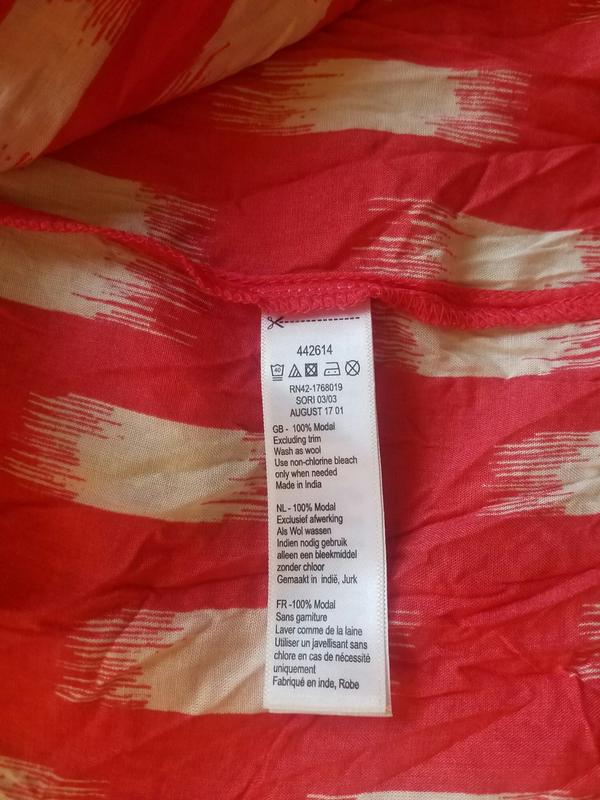 442614
40
RN42-1768019
SORI 03/03
AUGUST 17 01
GB - 100% Modal
Excluding trim
Wash as wool
Use non-chlorine bleach
only when needed
Made in India
NL - 100% Modal
Exclusief afwerking
Als Wol wassen
Indien nodig gebruik
alleen een bleekmiddel
zonder chloor
Gemaakt in indië, Jurk
FR -100% Modal
Sans garniture
Laver comme de la laine
Utiliser un javellisant sans
chlore en cas de nécessité
uniquement
Fabriqué en inde, Robe